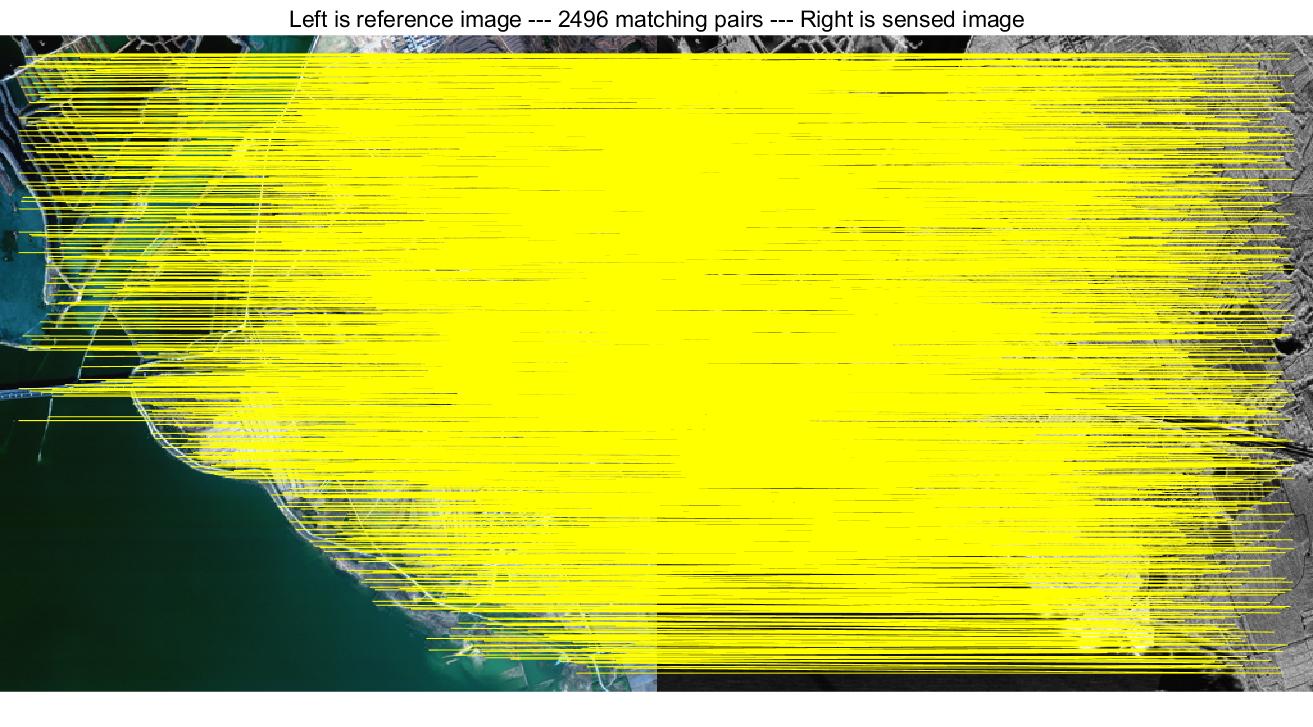 Left is reference image --- 2496 matching pairs --- Right is sensed image